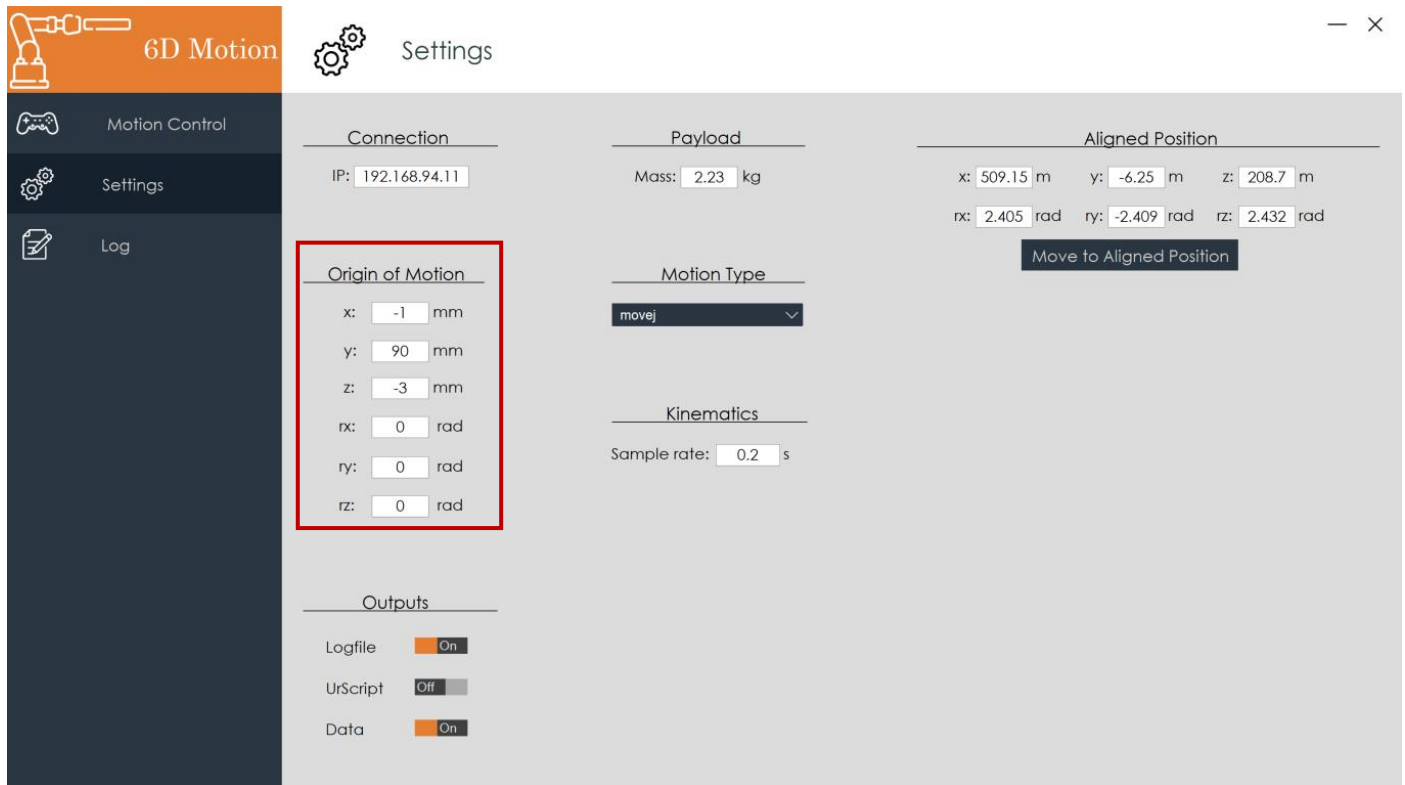 6D Motion
Settings
Motion Control
Settings
Log
Connection
IP: 192.168.94.11
Origin of Motion
x: -1 mm
y: 90 mm
z: -3 mm
rx: 0 rad
ry: 0 rad
rz: 0 rad
Outputs
Logfile On
UrScript Off
Data On
Payload
Mass: 2.23 kg
Motion Type
movej
Kinematics
Sample rate: 0.2 s
Aligned Position
x: 509.15 m y: -6.25 m z: 208.7 m
rx: 2.405 rad ry: -2.409 rad rz: 2.432 rad
Move to Aligned Position